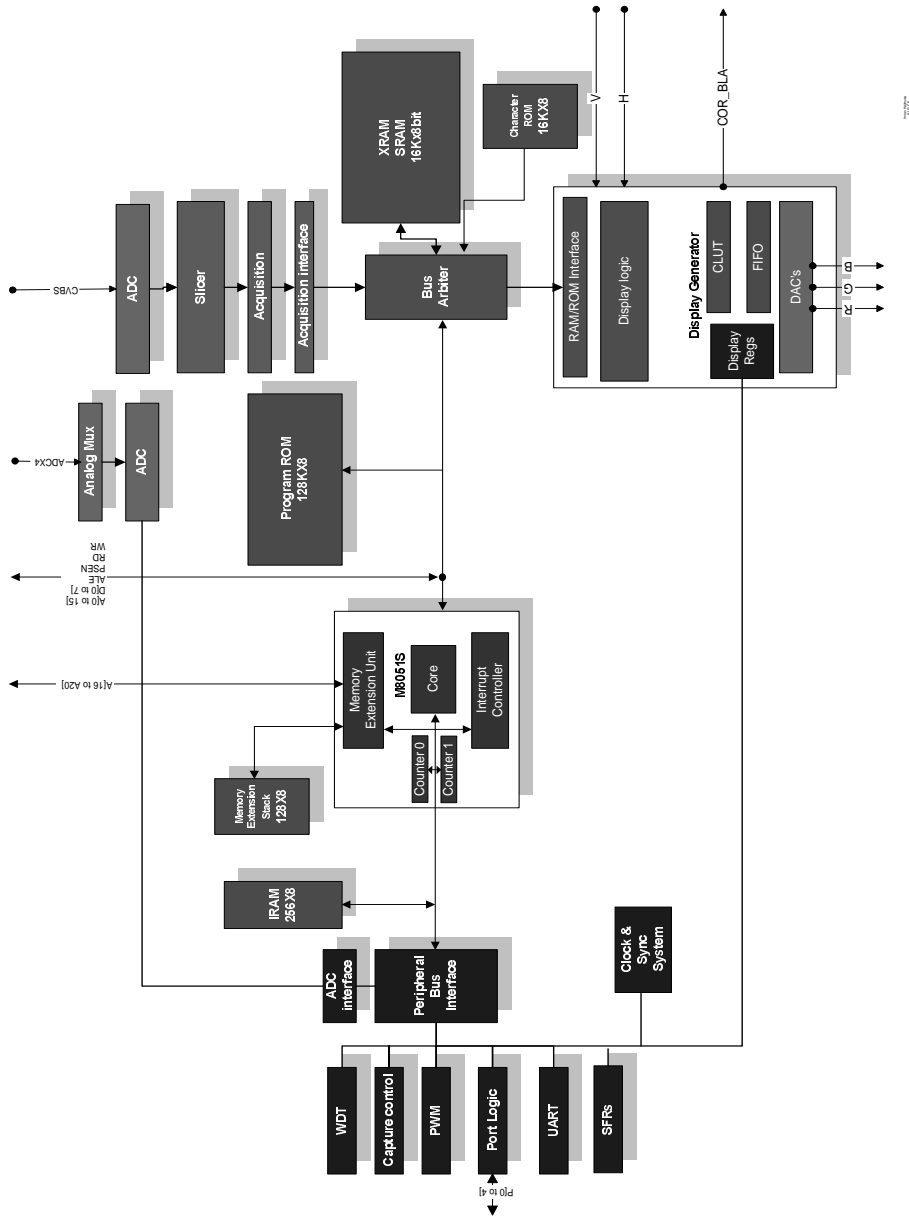 XRAM
SRAM
16Kx8bit
Character
ROM
16KX8
V
H
COR_BLA
CVBS
ADC
Slicer
Acquisition
Acquisition interface
Bus
Arbiter
RAM/ROM Interface
Display logic
Display Generator
CLUT
FIFO
Display
Regs
DAC's
B
G
R
ADCX4
Analog Mux
ADC
Program ROM
128KX8
WR
RD
PSEN
ALE
D[0 to 7]
A[0 to 15]
A[16 to A20]
Memory
Extension Unit
M8051S
Core
Interrupt
Controller
Counter 0
Counter 1
Memory
Extension
Stack
128X8
IRAM
256X8
ADC
interface
Peripheral
Bus
Interface
Clock &
Sync
System
WDT
Capture control
PWM
Port Logic
UART
SFRs
P[0 to 4]